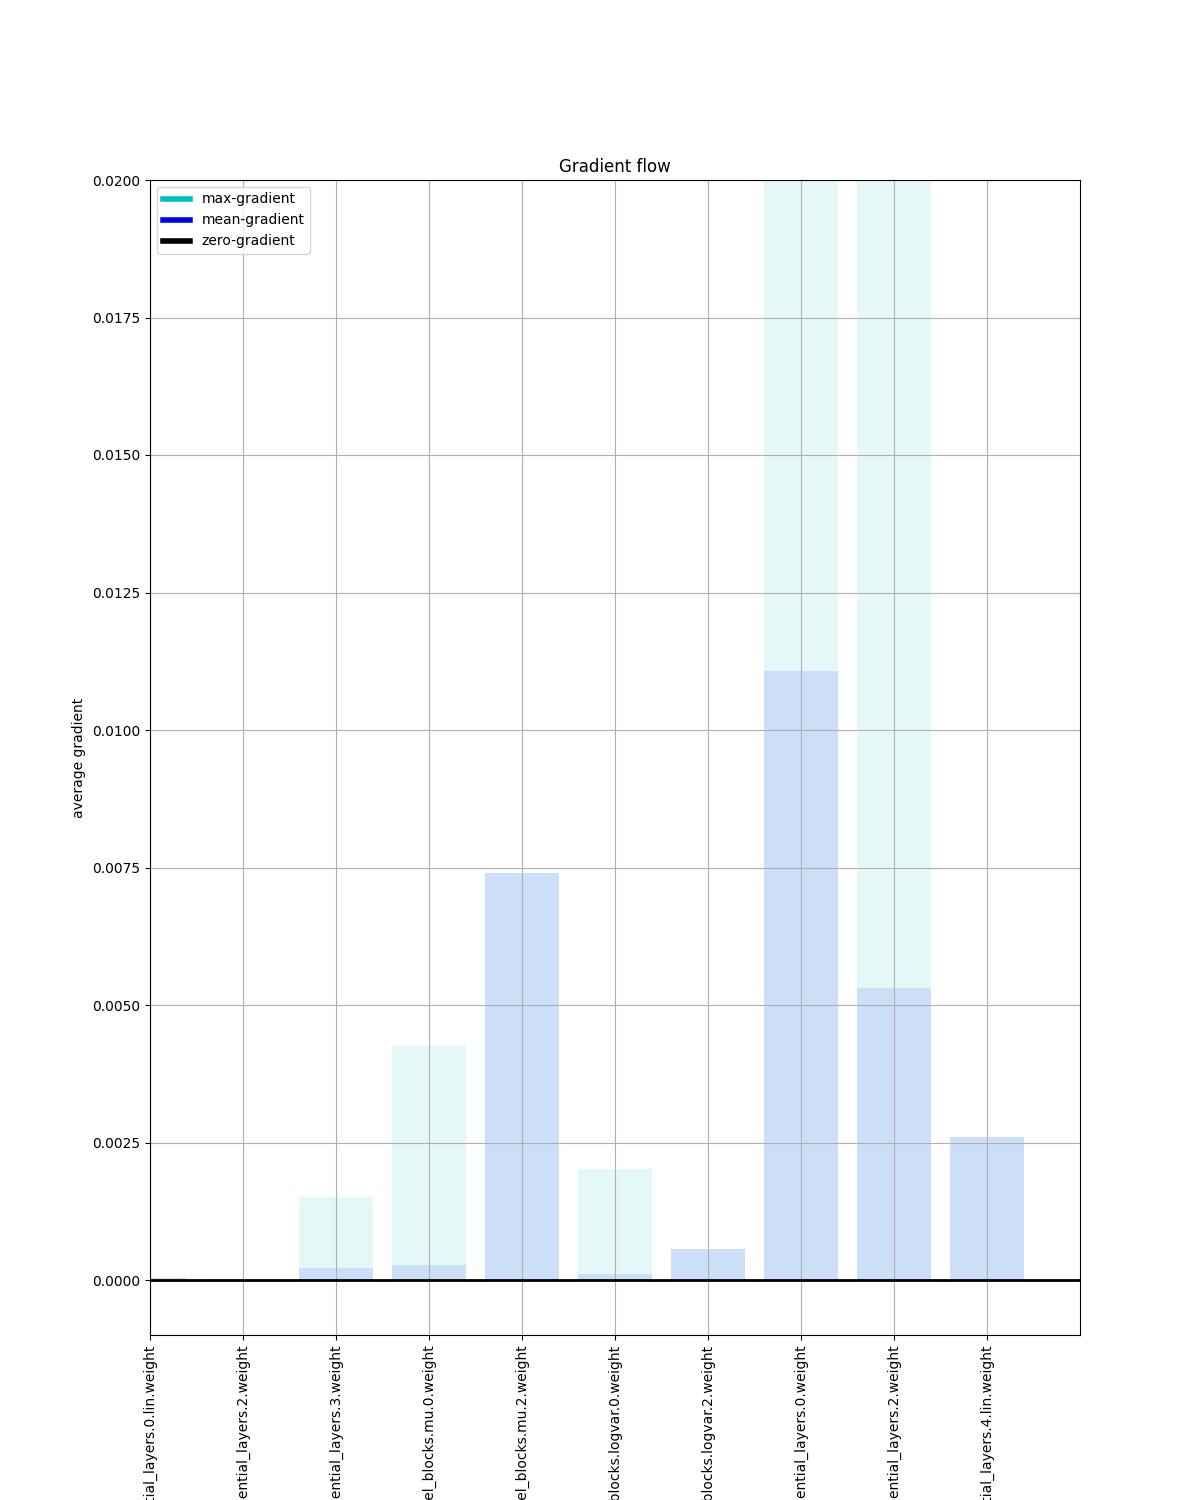 Gradient flow
max-gradient
mean-gradient
zero-gradient
0.0200
0.0175
0.0150
0.0125
0.0100
0.0075
0.0050
0.0025
0.0000
average gradient
tial_layers.0.lin.weight
ential_layers.2.weight
ential_layers.3.weight
el_blocks.mu.0.weight
el_blocks.mu.2.weight
blocks.logvar.0.weight
blocks.logvar.2.weight
ential_layers.0.weight
ential_layers.2.weight
tial_layers.4.lin.weight